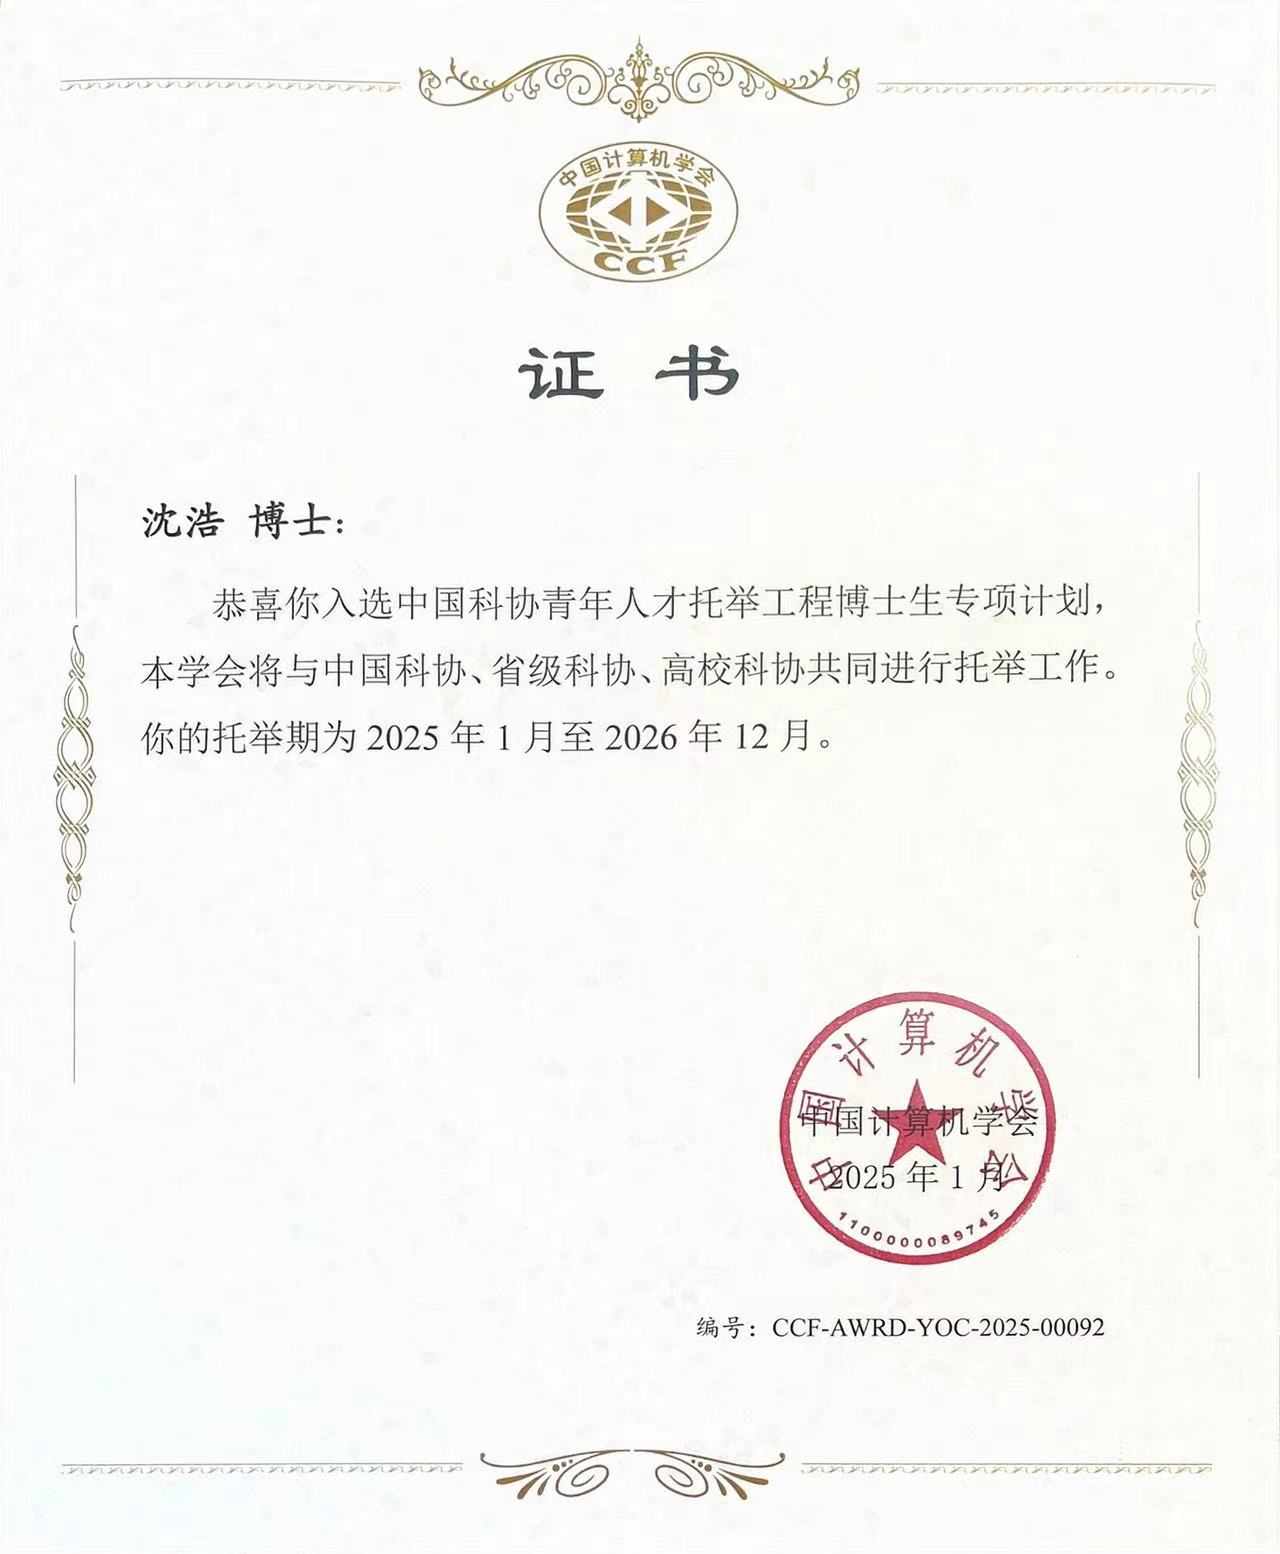 中国计算机学会
CCF
证 书
沈浩 博士：
恭喜你入选中国科协青年人才托举工程博士生专项计划，
本学会将与中国科协、省级科协、高校科协共同进行托举工作。
你的托举期为 2025 年 1 月至 2026 年 12 月。
中国计算机学会
中国计算机学会
2025 年 1 月
1100000089745
编号：CCF-AWRD-YOC-2025-00092